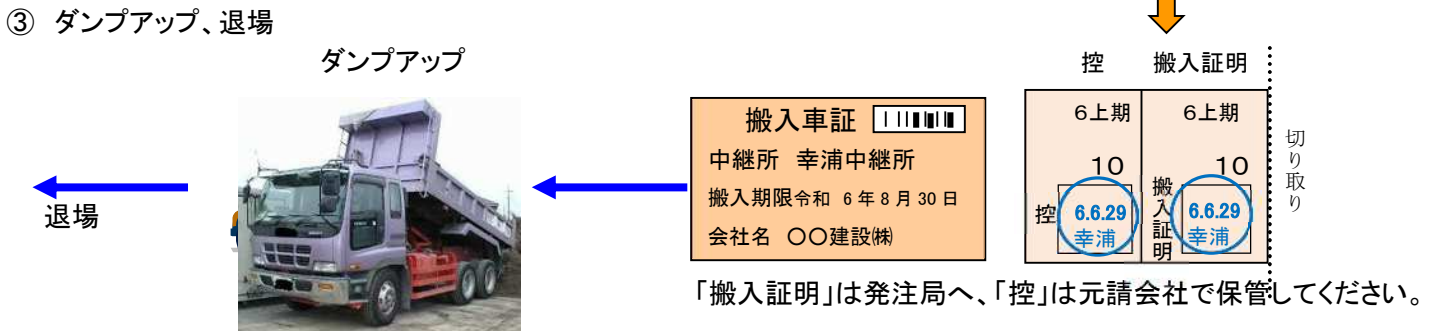 ③ ダンプアップ、退場
ダンプアップ
退場
搬入車証
中継所 幸浦中継所
搬入期限令和 6年8月30日
会社名 〇〇建設㈱
控 搬入証明
6上期 6上期
10 10
控 6.6.29 幸浦
搬入証明 6.6.29 幸浦
切り取り
「搬入証明」は発注局へ、「控」は元請会社で保管してください。